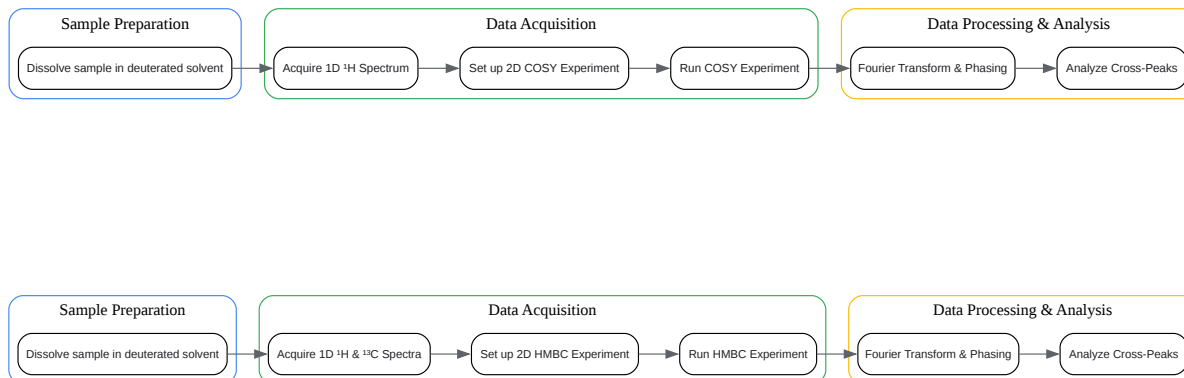 Sample Preparation
Data Acquisition
Data Processing & Analysis
Dissolve sample in deuterated solvent
Acquire 1D ¹H Spectrum
Set up 2D COSY Experiment
Run COSY Experiment
Fourier Transform & Phasing
Analyze Cross-Peaks
Sample Preparation
Data Acquisition
Data Processing & Analysis
Dissolve sample in deuterated solvent
Acquire 1D ¹H & ¹³C Spectra
Set up 2D HMBC Experiment
Run HMBC Experiment
Fourier Transform & Phasing
Analyze Cross-Peaks